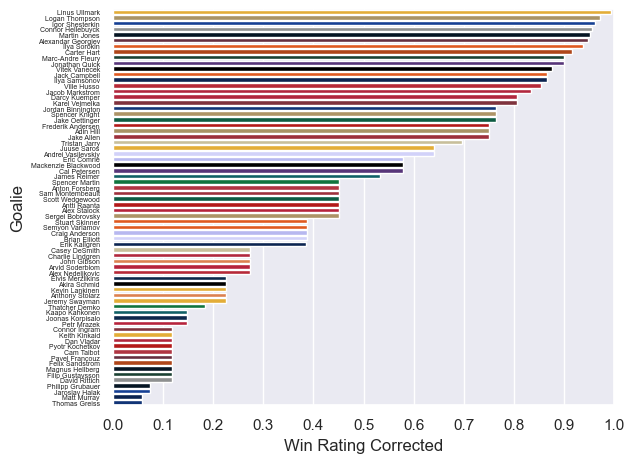 Linus Ullmark
Logan Thompson
Igor Shesterkin
Connor Hellebuyck
Martin Jones
Alexandar Georgiev
Ilya Sorokin
Carter Hart
Marc-Andre Fleury
Jonathan Quick
Vitek Vanecek
Jack Campbell
Ilya Samsonov
Ville Husso
Jacob Markstrom
Darcy Kuemper
Karel Vejmelka
Jordan Binnington
Spencer Knight
Jake Oettinger
Frederik Andersen
Adin Hill
Jake Allen
Tristan Jarry
Juuse Saros
Andrei Vasilevskiy
Eric Comrie
Mackenzie Blackwood
Cal Petersen
James Reimer
Spencer Martin
Anton Forsberg
Sam Montembeault
Scott Wedgewood
Antti Raanta
Alex Stalock
Sergei Bobrovsky
Stuart Skinner
Semyon Varlamov
Craig Anderson
Brian Elliott
Erik Kallgren
Casey DeSmith
Charlie Lindgren
John Gibson
Arvid Soderblom
Alex Nedeljkovic
Elvis Merzlikins
Akira Schmid
Kevin Lankinen
Anthony Stolarz
Jeremy Swayman
Thatcher Demko
Kaapo Kahkonen
Joonas Korpisalo
Petr Mrazek
Connor Ingram
Keith Kinkaid
Dan Vladar
Pyotr Kochetkov
Cam Talbot
Pavel Francouz
Felix Sandstrom
Magnus Hellberg
Filip Gustavsson
David Rittich
Philipp Grubauer
Jaroslav Halak
Matt Murray
Thomas Greiss
Goalie
0.0 0.1 0.2 0.3 0.4 0.5 0.6 0.7 0.8 0.9 1.0
Win Rating Corrected